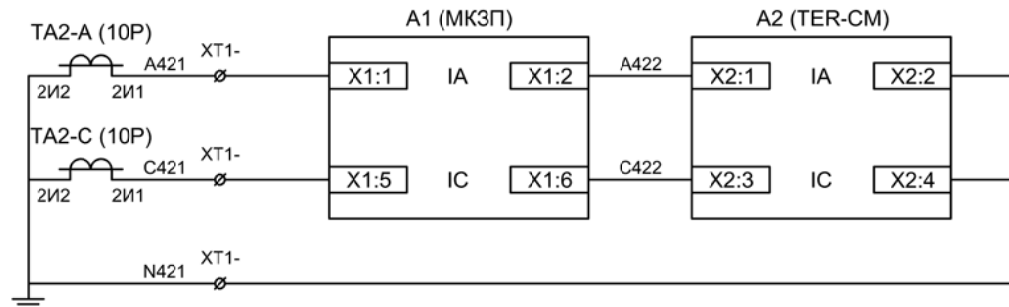 A1 (МКЗП)
A2 (TER-CM)
TA2-A (10P)
A421
XT1-
X1:1
IA
X1:2
A422
X2:1
IA
X2:2
2И2
2И1
TA2-C (10P)
C421
XT1-
X1:5
IC
X1:6
C422
X2:3
IC
X2:4
2И2
2И1
N421
XT1-